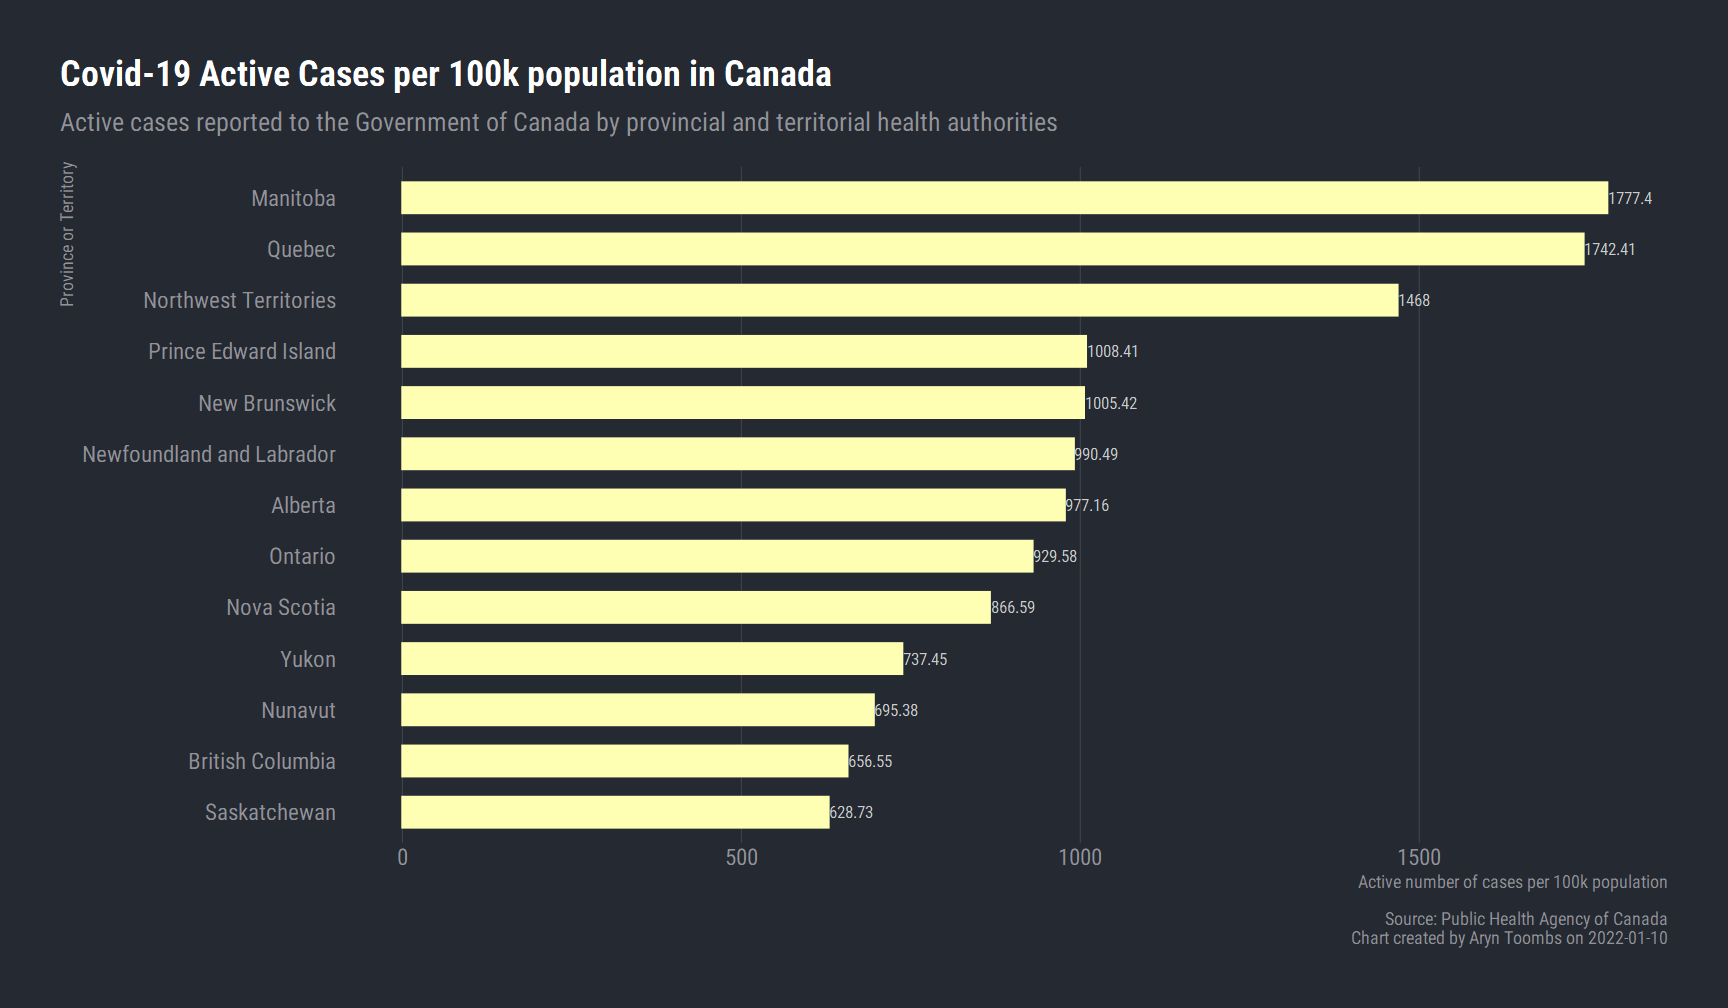 Covid-19 Active Cases per 100k population in Canada
Active cases reported to the Government of Canada by provincial and territorial health authorities
Province or Territory
Manitoba 1777.4
Quebec 1742.41
Northwest Territories 1468
Prince Edward Island 1008.41
New Brunswick 1005.42
Newfoundland and Labrador 990.49
Alberta 977.16
Ontario 929.58
Nova Scotia 866.59
Yukon 737.45
Nunavut 695.38
British Columbia 656.55
Saskatchewan 628.73
0 500 1000 1500
Active number of cases per 100k population
Source: Public Health Agency of Canada
Chart created by Aryn Toombs on 2022-01-10